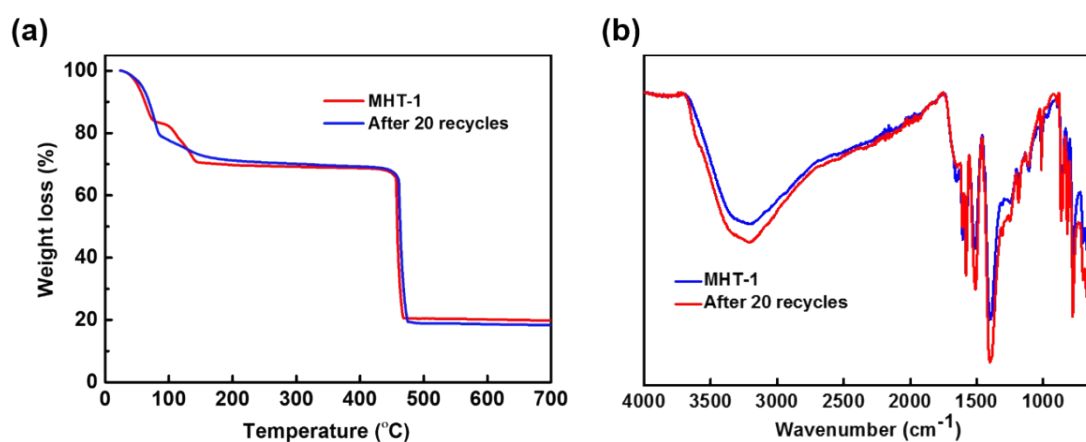 (a)
Weight loss (%)
100
80
60
40
20
0
MHT-1
After 20 recycles
0 100 200 300 400 500 600 700
Temperature (°C)
(b)
MHT-1
After 20 recycles
4000 3500 3000 2500 2000 1500 1000
Wavenumber (cm⁻¹)